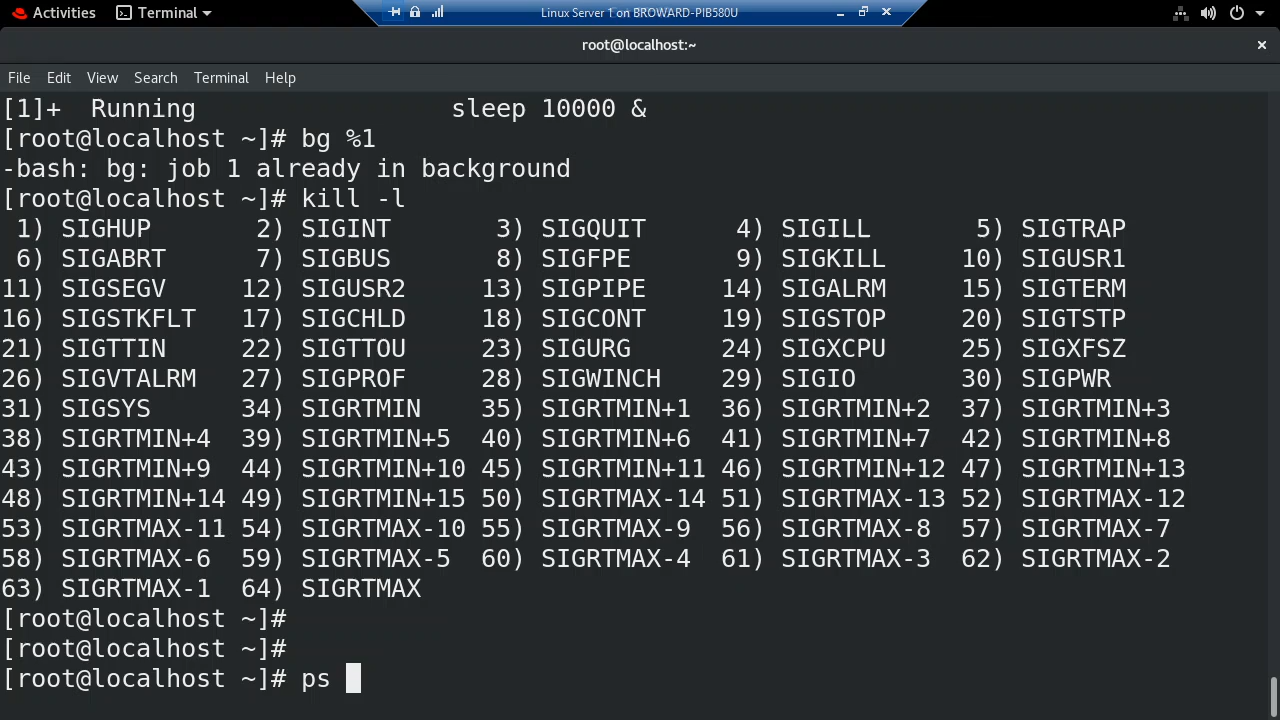 Activities Terminal Linux Server 1 on BROWARD-PIB580U
root@localhost:~
File Edit View Search Terminal Help
[1]+  Running                 sleep 10000 &
[root@localhost ~]# bg %1
-bash: bg: job 1 already in background
[root@localhost ~]# kill -l
 1) SIGHUP       2) SIGINT       3) SIGQUIT      4) SIGILL       5) SIGTRAP
 6) SIGABRT      7) SIGBUS       8) SIGFPE       9) SIGKILL     10) SIGUSR1
11) SIGSEGV     12) SIGUSR2     13) SIGPIPE     14) SIGALRM     15) SIGTERM
16) SIGSTKFLT   17) SIGCHLD     18) SIGCONT     19) SIGSTOP     20) SIGTSTP
21) SIGTTIN     22) SIGTTOU     23) SIGURG      24) SIGXCPU     25) SIGXFSZ
26) SIGVTALRM   27) SIGPROF     28) SIGWINCH    29) SIGIO       30) SIGPWR
31) SIGSYS      34) SIGRTMIN    35) SIGRTMIN+1  36) SIGRTMIN+2  37) SIGRTMIN+3
38) SIGRTMIN+4  39) SIGRTMIN+5  40) SIGRTMIN+6  41) SIGRTMIN+7  42) SIGRTMIN+8
43) SIGRTMIN+9  44) SIGRTMIN+10 45) SIGRTMIN+11 46) SIGRTMIN+12 47) SIGRTMIN+13
48) SIGRTMIN+14 49) SIGRTMIN+15 50) SIGRTMAX-14 51) SIGRTMAX-13 52) SIGRTMAX-12
53) SIGRTMAX-11 54) SIGRTMAX-10 55) SIGRTMAX-9  56) SIGRTMAX-8  57) SIGRTMAX-7
58) SIGRTMAX-6  59) SIGRTMAX-5  60) SIGRTMAX-4  61) SIGRTMAX-3  62) SIGRTMAX-2
63) SIGRTMAX-1  64) SIGRTMAX
[root@localhost ~]#
[root@localhost ~]#
[root@localhost ~]# ps